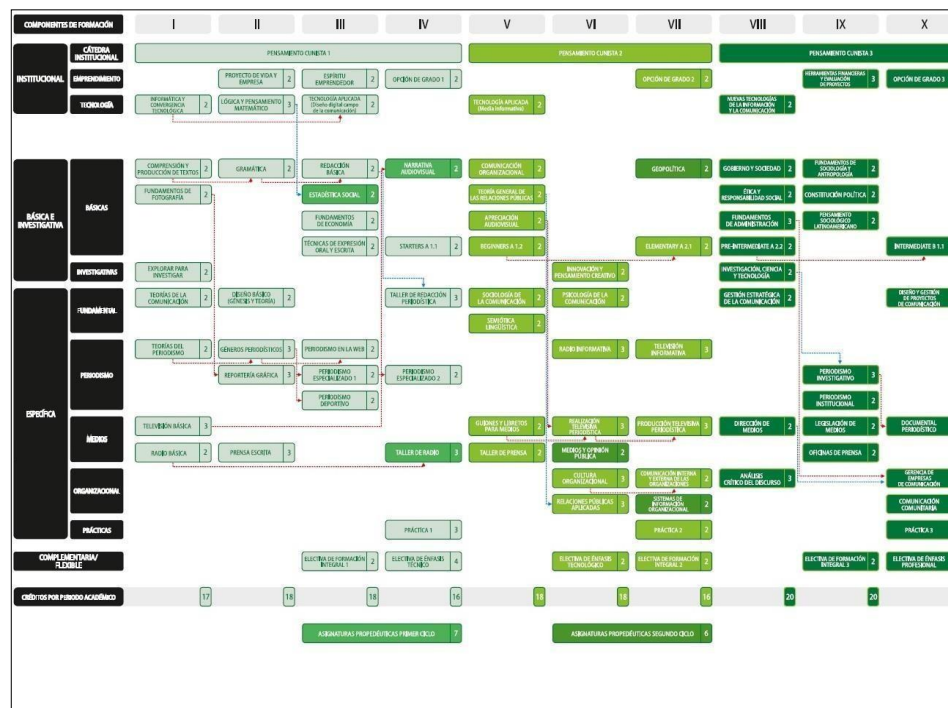 COMPONENTES DE FORMACIÓN I II III IV V VI VII VIII IX X
INSTITUCIONAL
CÁTEDRA
INSTITUCIONAL
PENSAMIENTO CUNISTA 1
PENSAMIENTO CUNISTA 2
PENSAMIENTO CUNISTA 3
EMPRENDIMIENTO
PROYECTO DE VIDA Y
EMPRESA 2
ESPÍRITU
EMPRENDEDOR 2
OPCIÓN DE GRADO 1 2
OPCIÓN DE GRADO 2 2
HERRAMIENTAS FINANCIERAS
Y EVALUACIÓN
DE PROYECTOS 3
OPCIÓN DE GRADO 3
TECNOLOGÍA
INFORMÁTICA Y
CONVERGENCIA
TECNOLÓGICA 2
LÓGICA Y PENSAMIENTO
MATMÁTICO 3
TECNOLOGÍA APLICADA
(Diseño digital campo
de la comunicación) 2
TECNOLOGÍA APLICADA
(Media Informativa) 2
NUEVAS TECNOLOGÍAS
DE LA INFORMACIÓN
Y LA COMUNICACIÓN 2
BÁSICA E
INVESTIGATIVA
BÁSICAS
COMPRENSIÓN Y
PRODUCCIÓN DE TEXTOS 2
GRAMÁTICA 2
REDACCIÓN
BÁSICA 2
NARRATIVA
AUDIOVISUAL 2
COMUNICACIÓN
ORGANIZACIONAL 2
GEOPOLÍTICA 2
GOBIERNO Y SOCIEDAD 2
FUNDAMENTOS
DE SOCIOLOGÍA Y
ANTROPOLOGÍA 2
FUNDAMENTOS DE
FOTOGRAFÍA 2
ESTADÍSTICA SOCIAL 2
TEORÍA GENERAL DE
LAS RELACIONES PÚBLICAS 2
ÉTICA Y
RESPONSABILIDAD SOCIAL 2
CONSTITUCIÓN POLÍTICA 2
FUNDAMENTOS
DE ECONOMÍA 2
APRECIACIÓN
AUDIOVISUAL 2
FUNDAMENTOS
DE ADMINISTRACIÓN 2
PENSAMIENTO
SOCIOLÓGICO
LATINOAMERICANO 2
TÉCNICAS DE EXPRESIÓN
ORAL Y ESCRITA 2
STARTERS A 1.1 2
BEGINNERS A 1.2 2
ELEMENTARY A 2.1 2
PRE-INTERMEDIATE A 2.2 2
INTERMEDIATE B 1.1
INVESTIGATIVAS
EXPLORAR PARA
INVESTIGAR 2
INNOVACIÓN Y
PENSAMIENTO CREATIVO 2
INVESTIGACIÓN, CIENCIA
Y TECNOLOGÍA 2
ESPECÍFICA
FUNDAMENTAL
TEORÍAS DE LA
COMUNICACIÓN 2
DISEÑO BÁSICO
(GÉNESIS Y TEORÍA) 2
TALLER DE REDACCIÓN
PERIODÍSTICA 3
SOCIOLOGÍA DE
LA COMUNICACIÓN 2
PSICOLOGÍA DE LA
COMUNICACIÓN 2
GESTIÓN ESTRATÉGICA
DE LA COMUNICACIÓN 2
DISEÑO Y GESTIÓN
DE PROYECTOS
DE COMUNICACIÓN
SEMIÓTICA
LINGÜÍSTICA 2
PERIODISMO
TEORÍAS DEL
PERIODISMO 2
GÉNEROS PERIODÍSTICOS 3
PERIODISMO EN LA WEB 2
RADIO INFORMATIVA 3
TELEVISIÓN
INFORMATIVA 3
REPORTERÍA GRÁFICA 3
PERIODISMO
ESPECIALIZADO 1 3
PERIODISMO
ESPECIALIZADO 2 2
PERIODISMO
INVESTIGATIVO 3
PERIODISMO
DEPORTIVO 2
PERIODISMO
INSTITUCIONAL 2
MEDIOS
TELEVISIÓN BÁSICA 3
GUIONES Y LIBRETOS
PARA MEDIOS 2
REALIZACIÓN
TELEVISIVA
PERIODÍSTICA 3
PRODUCCIÓN TELEVISIVA
PERIODÍSTICA 2
DIRECCIÓN DE
MEDIOS 2
LEGISLACIÓN DE
MEDIOS 2
DOCUMENTAL
PERIODÍSTICO
RADIO BÁSICA 2
PRENSA ESCRITA 3
TALLER DE RADIO 3
TALLER DE PRENSA 2
MEDIOS Y OPINIÓN
PÚBLICA 2
OFICINAS DE PRENSA 2
ORGANIZACIONAL
CULTURA
ORGANIZACIONAL 3
COMUNICACIÓN INTERNA
Y EXTERNA DE LAS
ORGANIZACIONES 2
ANÁLISIS
CRÍTICO DEL DISCURSO 3
GERENCIA DE
EMPRESAS
DE COMUNICACIÓN
RELACIONES PÚBLICAS
APLICADAS 3
SISTEMAS DE
INFORMACIÓN
ORGANIZACIONAL 2
COMUNICACIÓN
COMUNITARIA
PRÁCTICAS
PRÁCTICA 1 3
PRÁCTICA 2 2
PRÁCTICA 3
COMPLEMENTARIA/
FLEXIBLE
ELECTIVA DE FORMACIÓN
INTEGRAL 1 2
ELECTIVA DE ÉNFASIS
TÉCNICO 4
ELECTIVA DE ÉNFASIS
TECNOLÓGICO 2
ELECTIVA DE FORMACIÓN
INTEGRAL 2 2
ELECTIVA DE FORMACIÓN
INTEGRAL 3 2
ELECTIVA DE ÉNFASIS
PROFESIONAL
CRÉDITOS POR PERIODO ACADÉMICO 17 18 18 16 18 18 16 20 20
ASIGNATURAS PROPEDÉUTICAS PRIMER CICLO 7
ASIGNATURAS PROPEDÉUTICAS SEGUNDO CICLO 6